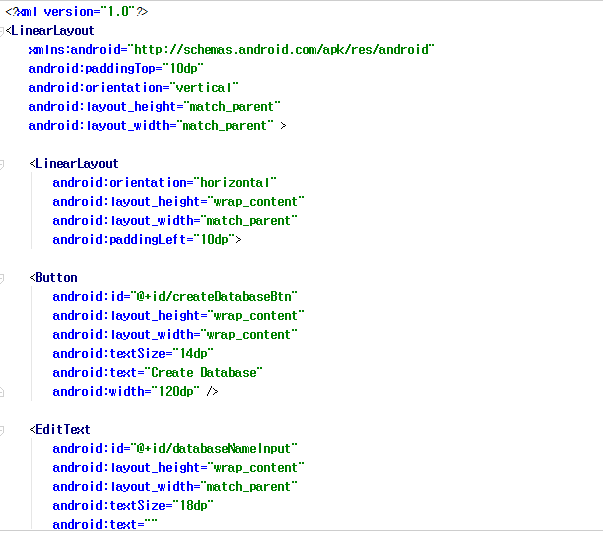 <?xml version="1.0"?>
<LinearLayout
xmlns:android="http://schemas.android.com/apk/res/android"
android:paddingTop="10dp"
android:orientation="vertical"
android:layout_height="match_parent"
android:layout_width="match_parent" >
<LinearLayout
android:orientation="horizontal"
android:layout_height="wrap_content"
android:layout_width="match_parent"
android:paddingLeft="10dp">
<Button
android:id="@+id/createDatabaseBtn"
android:layout_height="wrap_content"
android:layout_width="wrap_content"
android:textSize="14dp"
android:text="Create Database"
android:width="120dp" />
<EditText
android:id="@+id/databaseNameInput"
android:layout_height="wrap_content"
android:layout_width="match_parent"
android:textSize="18dp"
android:text=""